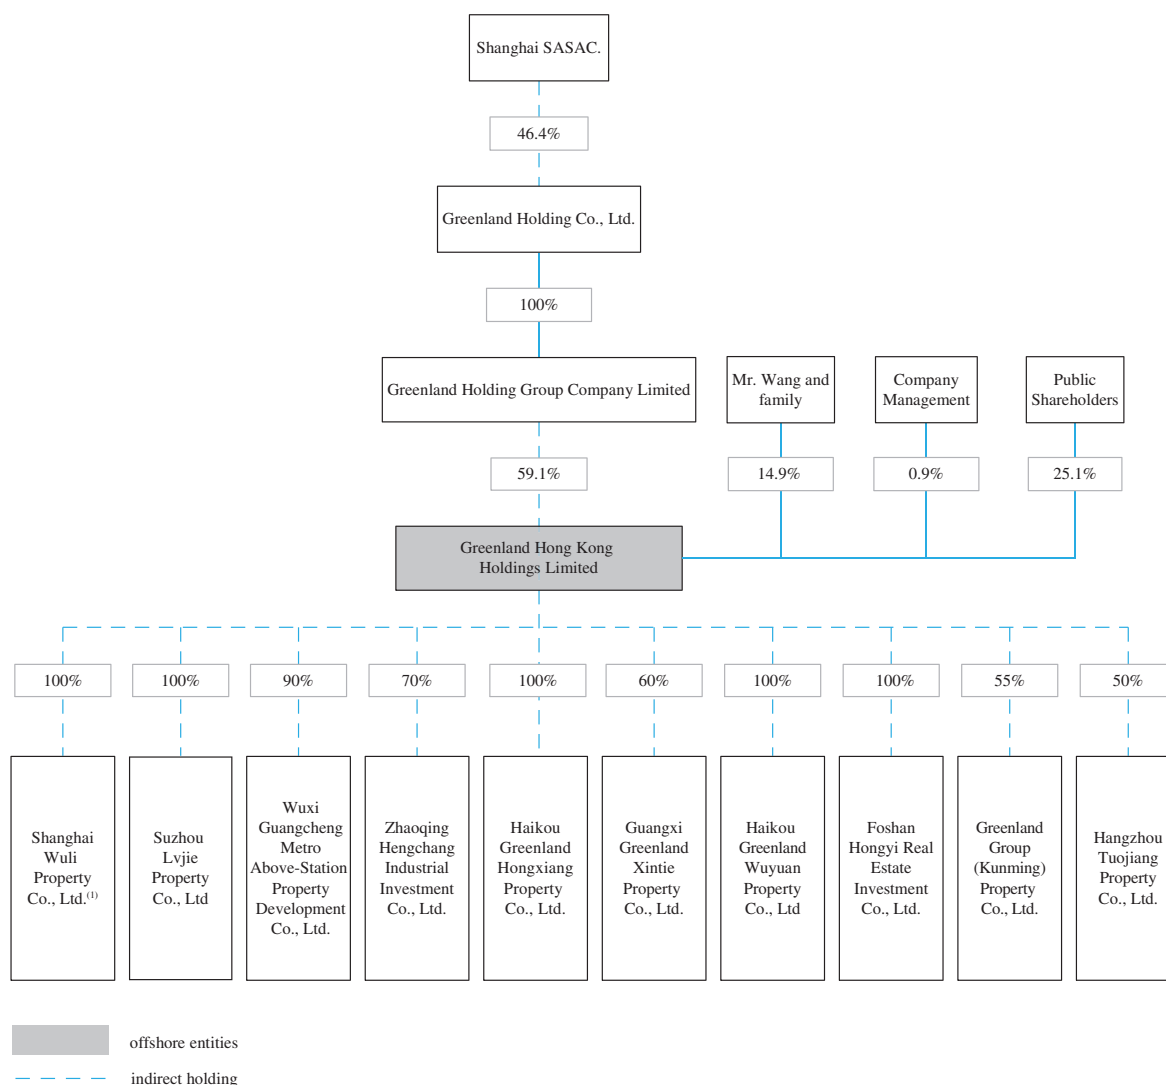 Shanghai SASAC.
46.4%
Greenland Holding Co., Ltd.
100%
Greenland Holding Group Company Limited
Mr. Wang and
family
Company
Management
Public
Shareholders
59.1%
14.9%
0.9%
25.1%
Greenland Hong Kong
Holdings Limited
100%
100%
90%
70%
100%
60%
100%
100%
55%
50%
Shanghai
Wuli
Property
Co., Ltd.(1)
Suzhou
Lvjie
Property
Co., Ltd
Wuxi
Guangcheng
Metro
Above-Station
Property
Development
Co., Ltd.
Zhaoqing
Hengchang
Industrial
Investment
Co., Ltd.
Haikou
Greenland
Hongxiang
Property
Co., Ltd.
Guangxi
Greenland
Xintie
Property
Co., Ltd.
Haikou
Greenland
Wuyuan
Property
Co., Ltd
Foshan
Hongyi Real
Estate
Investment
Co., Ltd.
Greenland
Group
(Kunming)
Property
Co., Ltd.
Hangzhou
Tuojiang
Property
Co., Ltd.
offshore entities
indirect holding